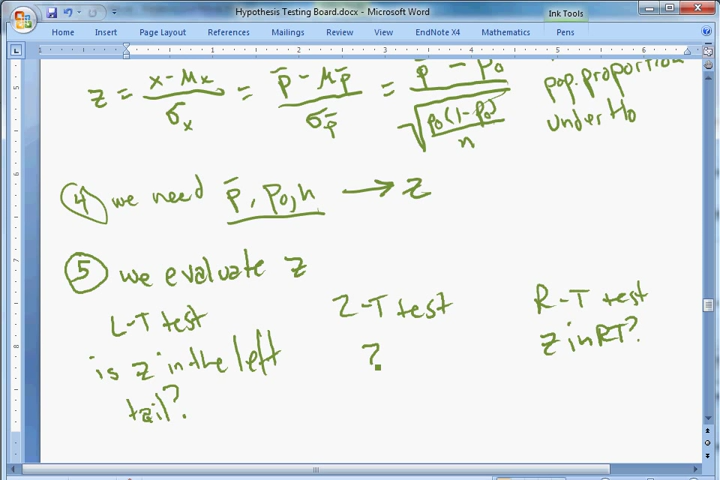 Hypothesis Testing Board.docx - Microsoft Word
Ink Tools
Home Insert Page Layout References Mailings Review View EndNote X4 Mathematics Pens
z = (x - μx)/σx = (p̄ - μp̄)/σp̄ = (p̄ - p0)/√(p0(1-p0)/n)
pop. proportion
under H0
④ we need p̄, p0, n → z
⑤ we evaluate z
L-T test 2-T test R-T test
is z in the left ? z in RT?
tail?